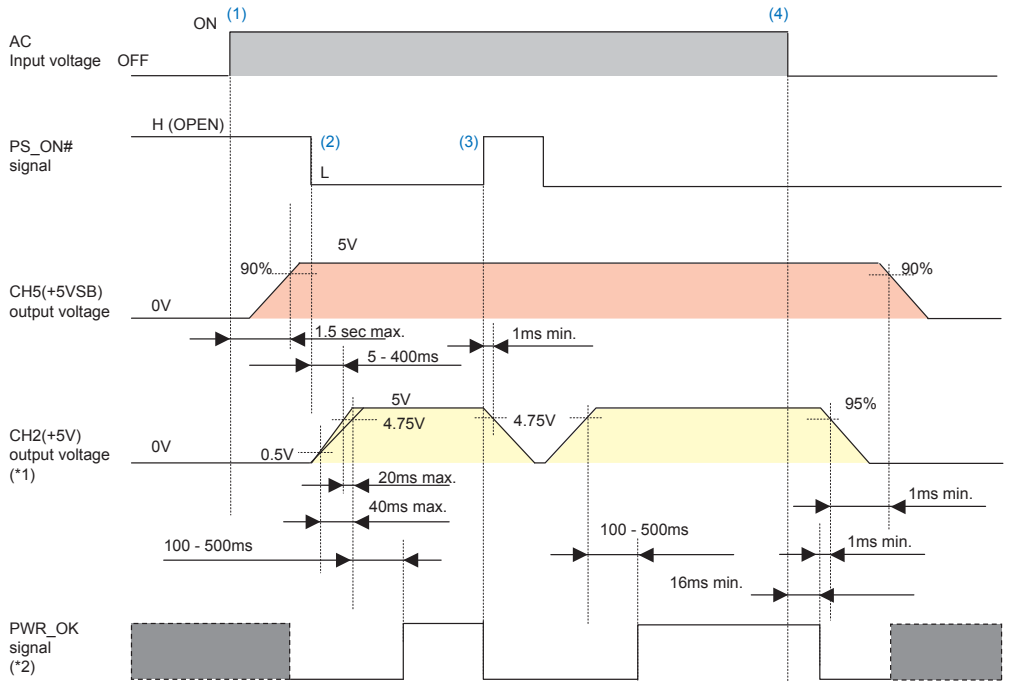 (1)
(4)
ON
AC
Input voltage
OFF
H (OPEN)
PS_ON#
signal
(2)
(3)
L
5V
90%
90%
CH5(+5VSB)
output voltage
0V
1.5 sec max.
1ms min.
5 - 400ms
5V
95%
4.75V
4.75V
CH2(+5V)
output voltage
(*1)
0V
0.5V
20ms max.
40ms max.
1ms min.
100 - 500ms
100 - 500ms
1ms min.
16ms min.
PWR_OK
signal
(*2)